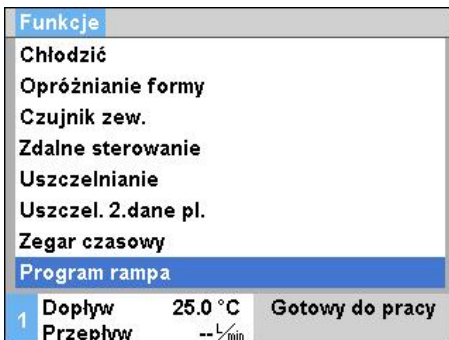 Funkcje
Chłodzić
Opróżnianie formy
Czujnik zew.
Zdalne sterowanie
Uszczelnianie
Uszczel. 2.dane pl.
Zegar czasowy
Program rampa
1 Dopływ 25.0 °C Gotowy do pracy
Przepływ -- L/min